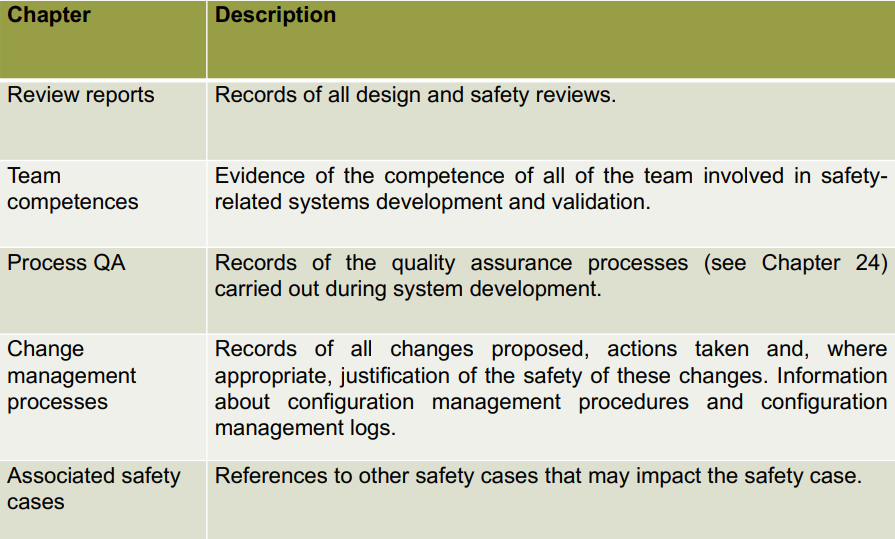 Chapter
Description
Review reports
Records of all design and safety reviews.
Team
competences
Evidence of the competence of all of the team involved in safety-
related systems development and validation.
Process QA
Records of the quality assurance processes (see Chapter 24)
carried out during system development.
Change
management
processes
Records of all changes proposed, actions taken and, where
appropriate, justification of the safety of these changes. Information
about configuration management procedures and configuration
management logs.
Associated safety
cases
References to other safety cases that may impact the safety case.